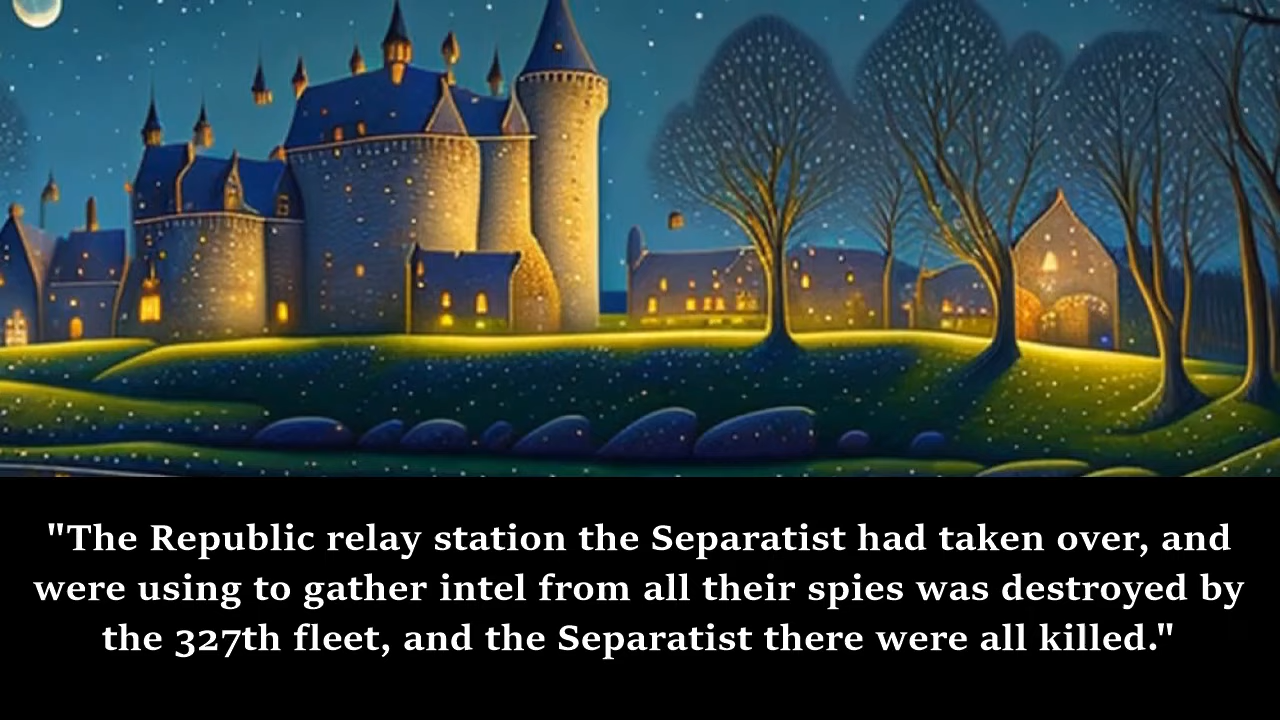 "The Republic relay station the Separatist had taken over, and
were using to gather intel from all their spies was destroyed by
the 327th fleet, and the Separatist there were all killed."